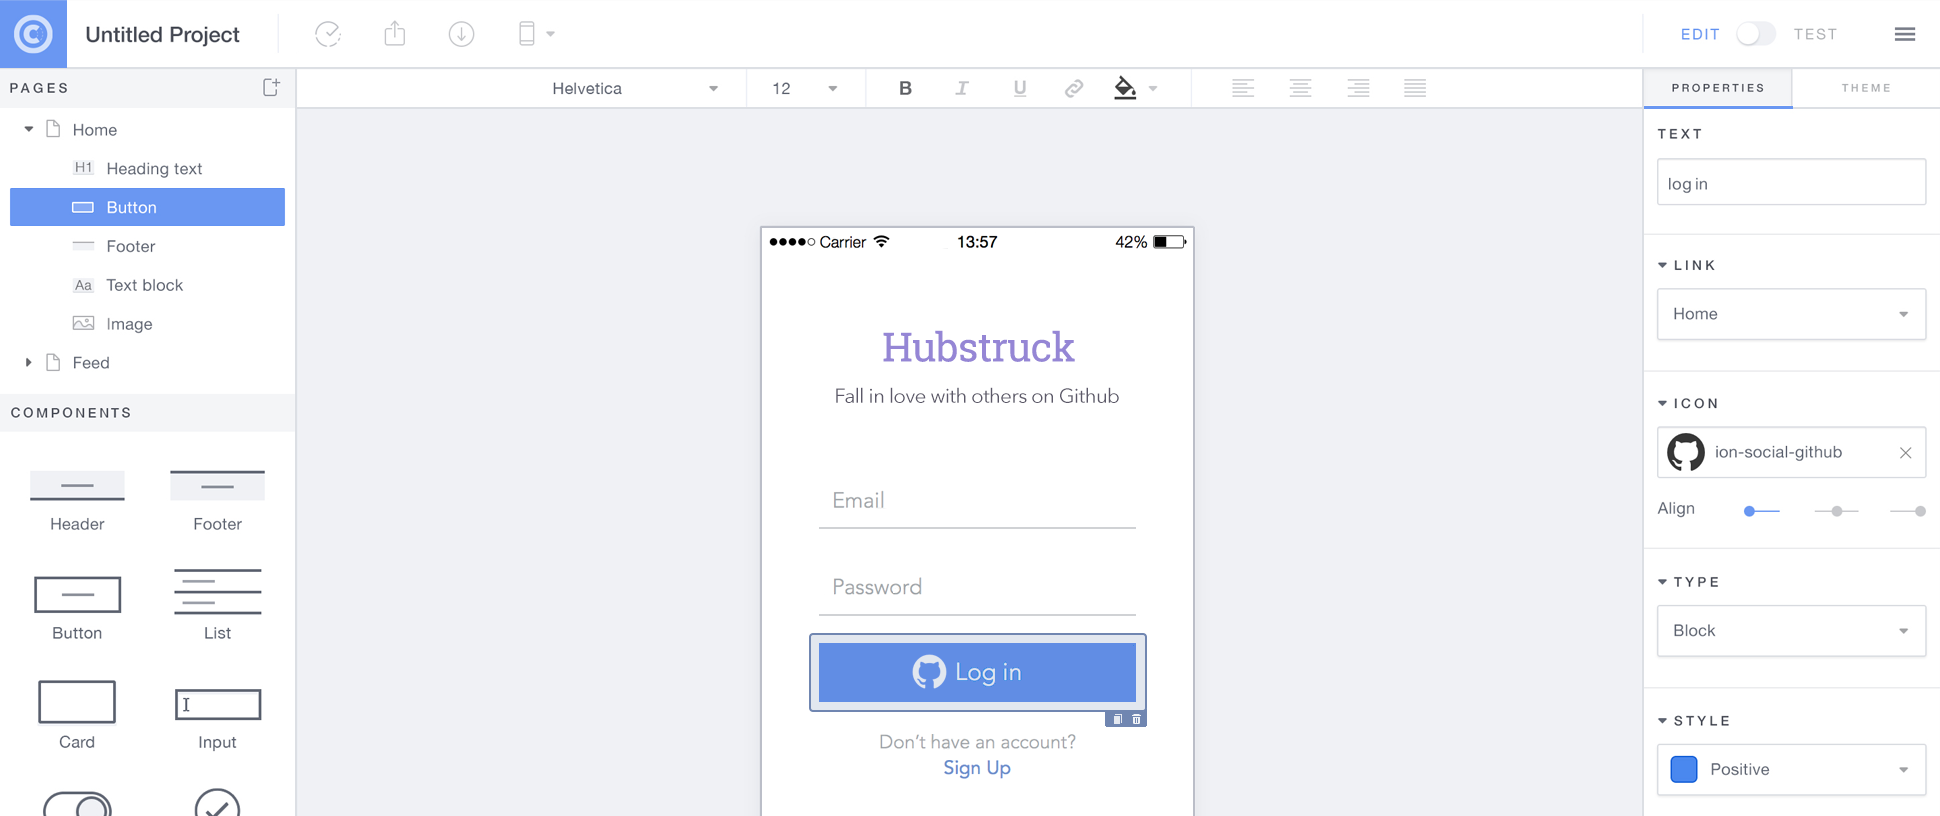 Untitled Project
EDIT TEST
PAGES
Helvetica 12 B I U
PROPERTIES THEME
Home
H1 Heading text
Button
Footer
Aa Text block
Image
Feed
COMPONENTS
Header Footer
Button List
Card Input
Carrier 13:57 42%
Hubstruck
Fall in love with others on Github
Email
Password
Log in
Don't have an account?
Sign Up
TEXT
log in
LINK
Home
ICON
ion-social-github
Align
TYPE
Block
STYLE
Positive